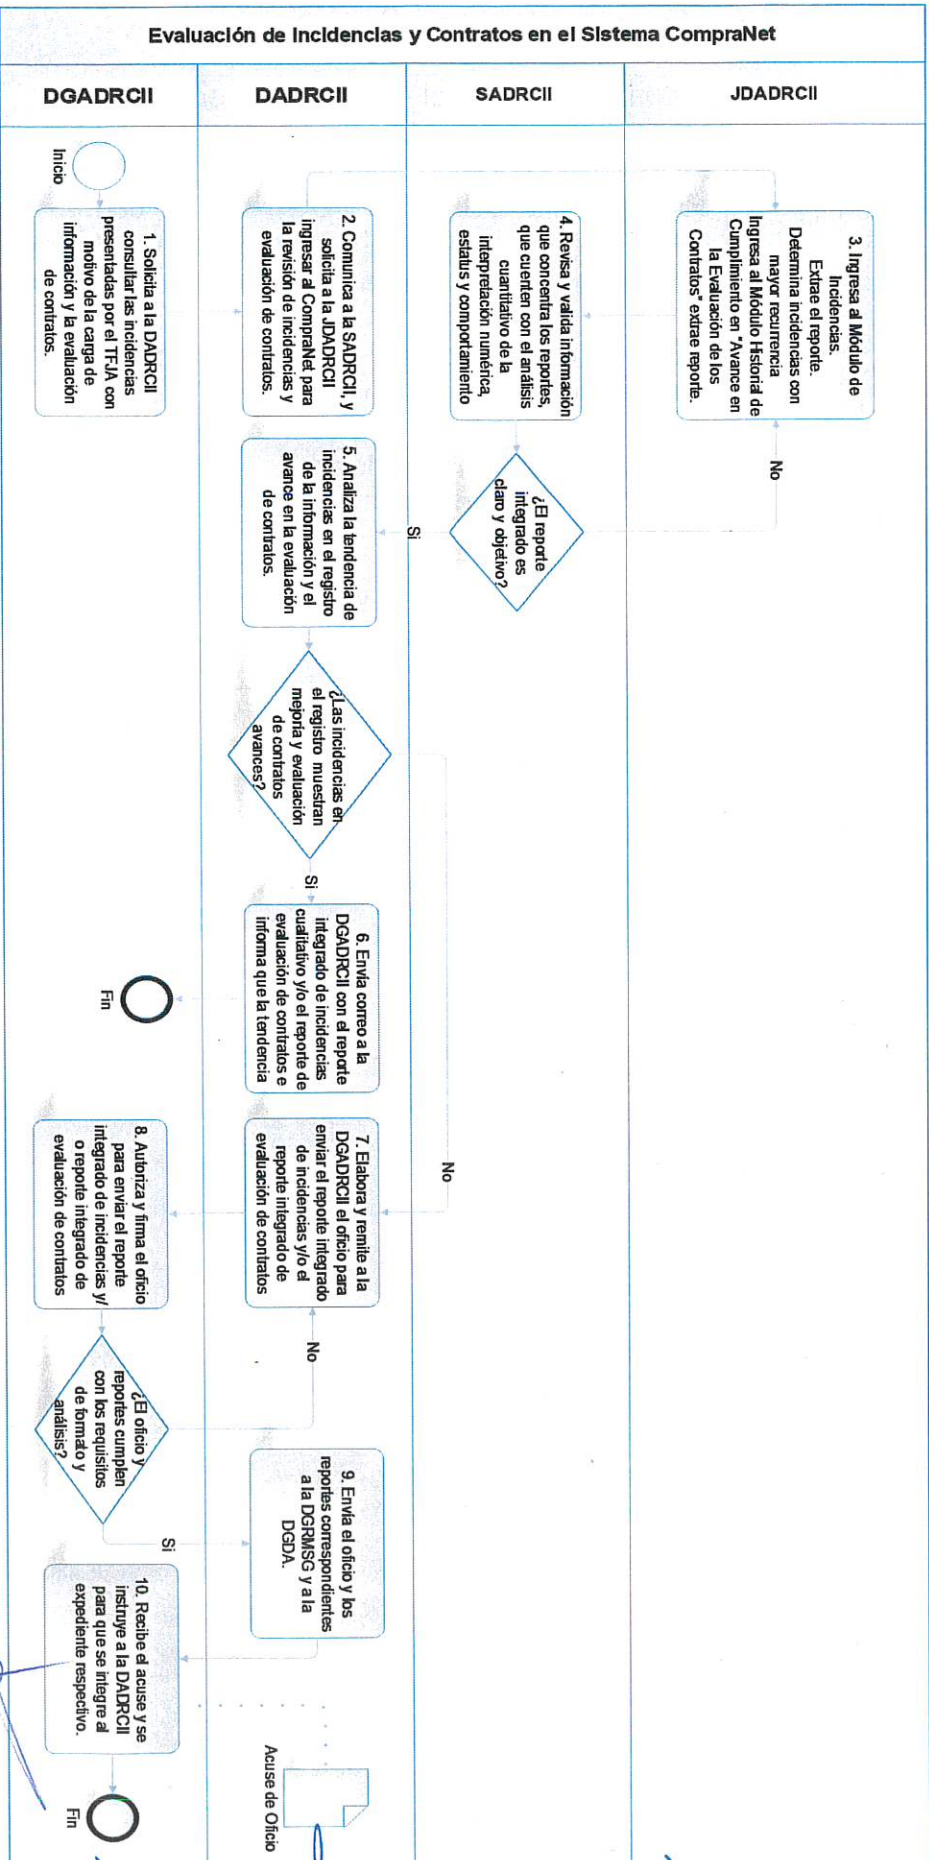 Evaluación de Incidencias y Contratos en el Sistema CompraNet
DGADRCII
DADRCII
SADRCII
JDADRCII
Inicio
1. Solicita a la DADRCII
consultar las incidencias
presentadas por el TFJA con
motivo de la carga de
información y la evaluación
de contratos.
2. Comunica a la SADRCII, y
solicita a la JDADRCII
ingresar al CompraNet para
la revisión de incidencias y
evaluación de contratos.
3. Ingresa al Módulo de
Incidencias.
Extrae el reporte.
Determina incidencias con
mayor recurrencia
Ingresa al Módulo Historial de
Cumplimiento en "Avance en
la Evaluación de los
Contratos" extrae reporte.
4. Revisa y valida información
que concentra los reportes,
que cuenten con el análisis
cuantitativo de la
interpretación numérica,
estatus y comportamiento
¿El reporte
integrado es
claro y objetivo?
No
Si
5. Analiza la tendencia de
incidencias en el registro
de la información y el
avance en la evaluación
de contratos.
¿Las incidencias en
el registro muestran
mejoría y evaluación
de contratos
avances?
Si
No
6. Envía correo a la
DGADRCII con el reporte
integrado de incidencias
cualitativo y/o el reporte de
evaluación de contratos e
informa que la tendencia
Fin
7. Elabora y remite a la
DGADRCII el oficio para
enviar el reporte integrado
de incidencias y/o el
reporte integrado de
evaluación de contratos
8. Autoriza y firma el oficio
para enviar el reporte
integrado de incidencias y/
o reporte integrado de
evaluación de contratos
¿El oficio y
reportes cumplen
con los requisitos
de formato y
análisis?
No
Si
9. Envía el oficio y los
reportes correspondientes
a la DGRMSG y a la
DGDA.
10. Recibe el acuse y se
instruye a la DADRCII
para que se integre al
expediente respectivo.
Acuse de Oficio
Fin